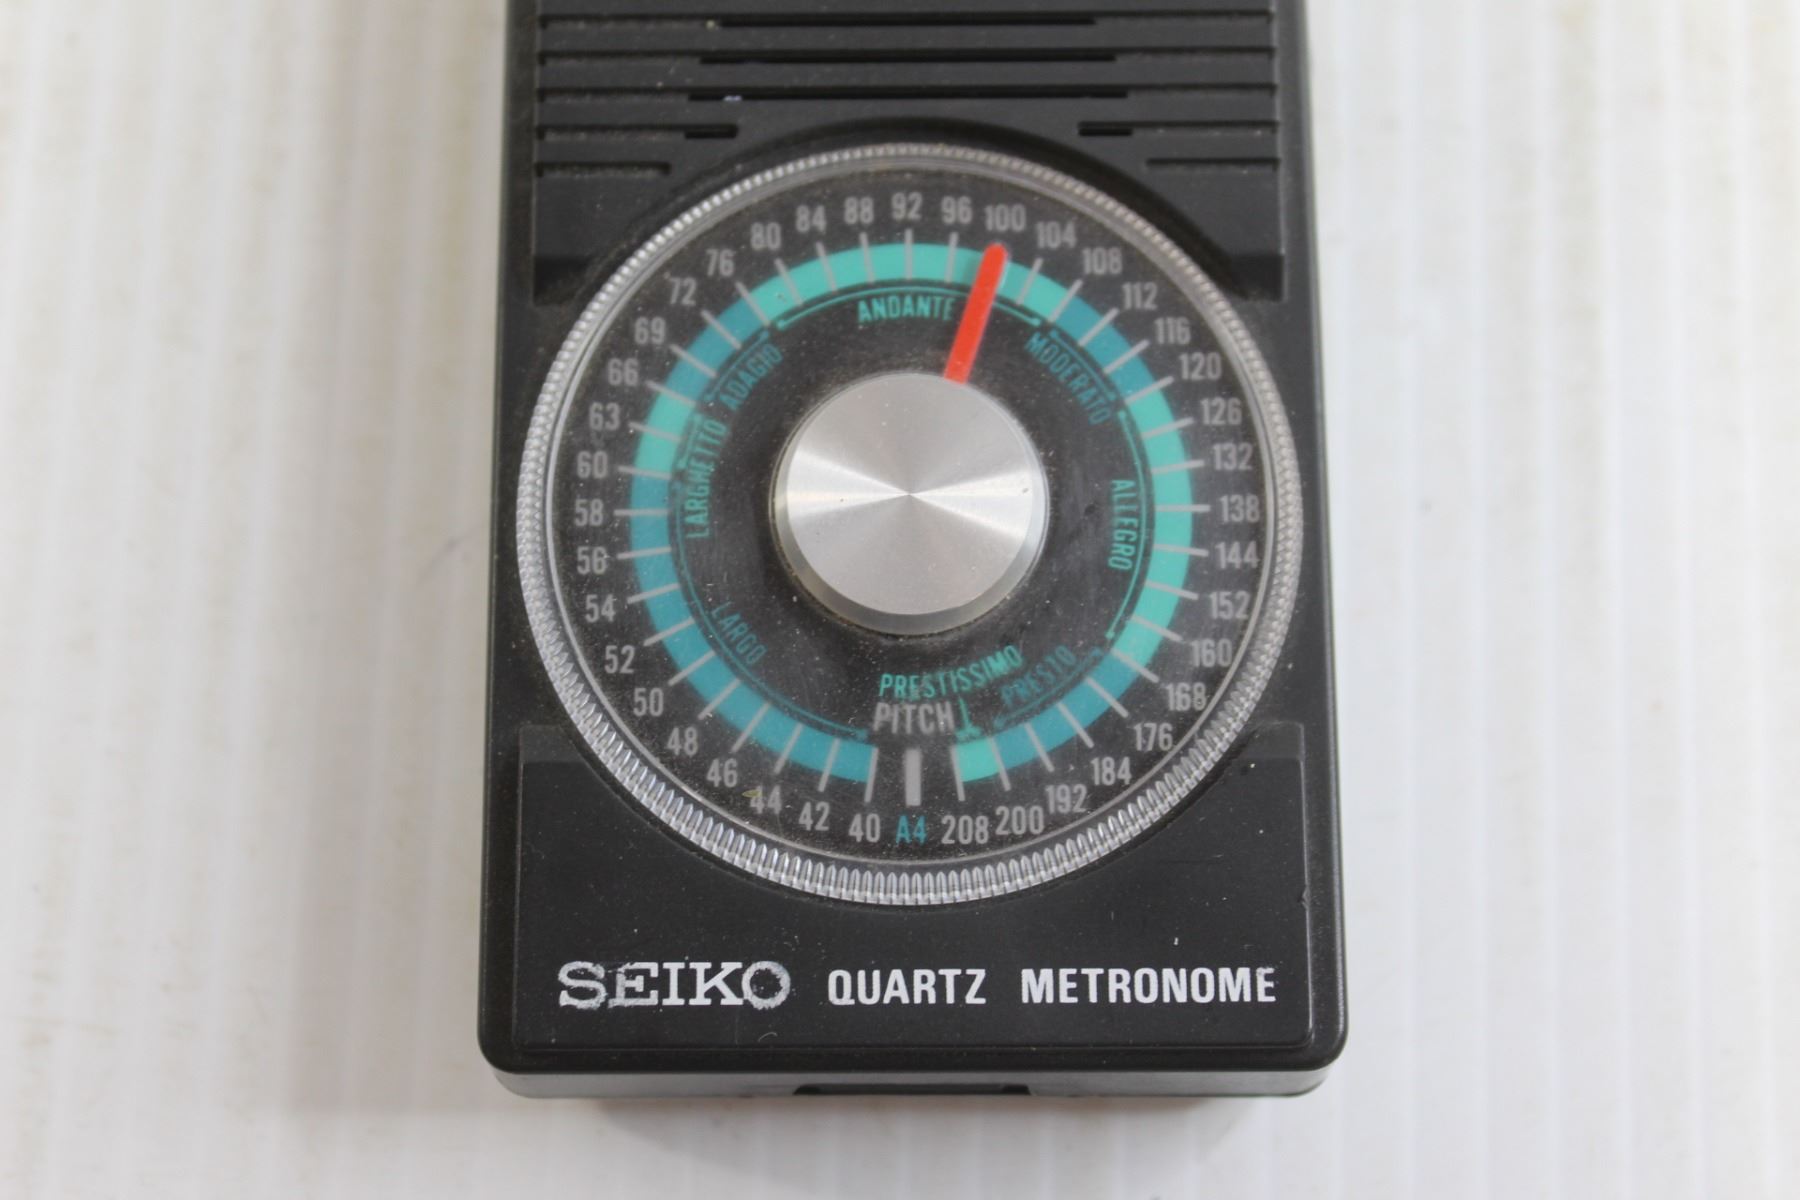 40 42 44 46 48 50 52 54 56 58 60 63 66 69 72 76 80 84 88 92 96 100 104 108 112 116 120 126 132 138 144 152 160 168 176 184 192 200 208 A4
LARGO
LARGHETTO
ADAGIO
ANDANTE
MODERATO
ALLEGRO
PRESTO
PRESTISSIMO
PITCH
SEIKO QUARTZ METRONOME